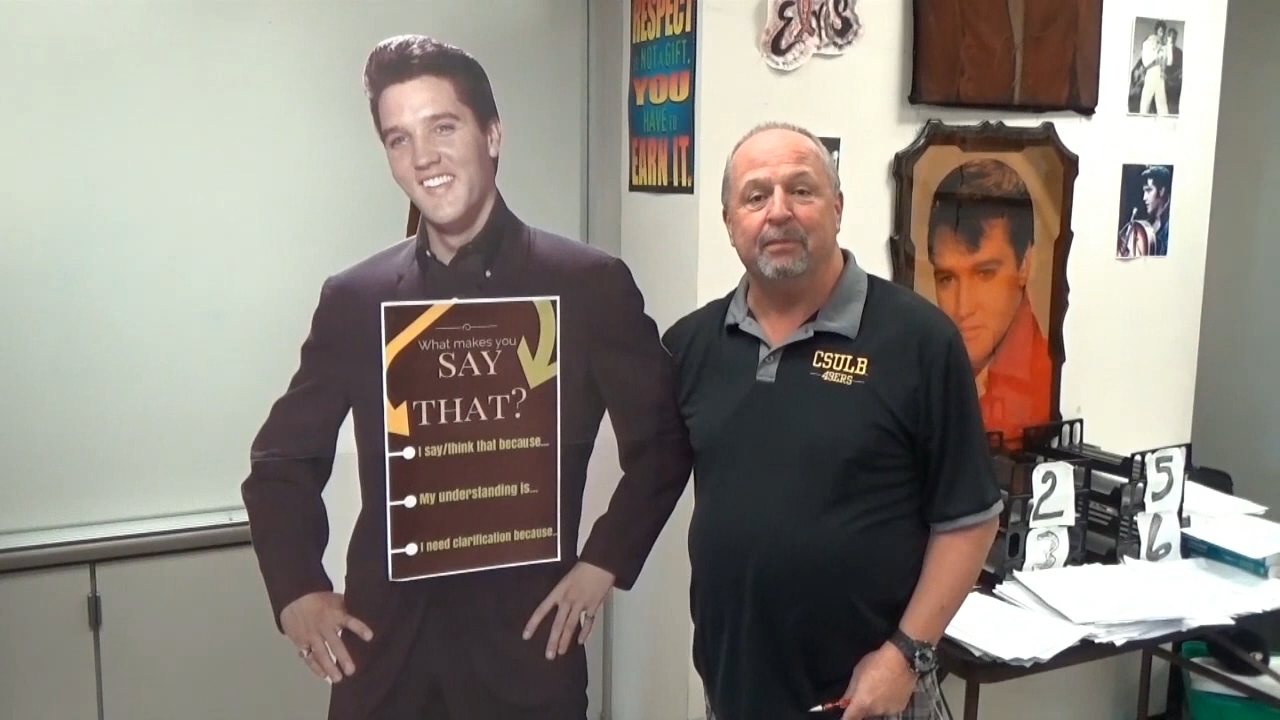 RESPECT
IS NOT A GIFT.
YOU
HAVE TO
EARN IT.
Elvis
What makes you
SAY
THAT?
I say/think that because...
My understanding is...
I need clarification because..
CSULB
49ERS
2
5
3
6